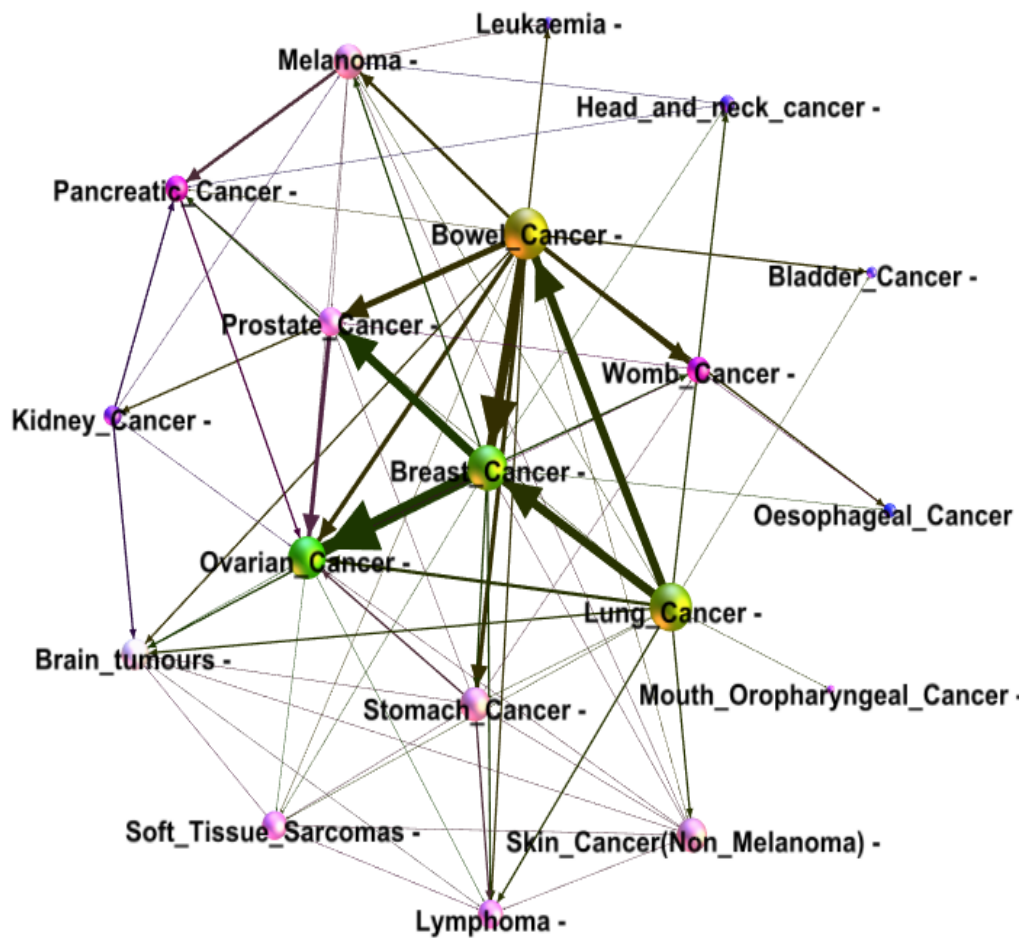 Leukaemia -
Melanoma -
Head_and_neck_cancer -
Pancreatic_Cancer -
Bowel_Cancer -
Bladder_Cancer -
Prostate_Cancer -
Womb_Cancer -
Kidney_Cancer -
Breast_Cancer -
Oesophageal_Cancer
Ovarian_Cancer -
Lung_Cancer -
Brain_tumours -
Mouth_Oropharyngeal_Cancer -
Stomach_Cancer -
Soft_Tissue_Sarcomas -
Skin_Cancer(Non_Melanoma) -
Lymphoma -